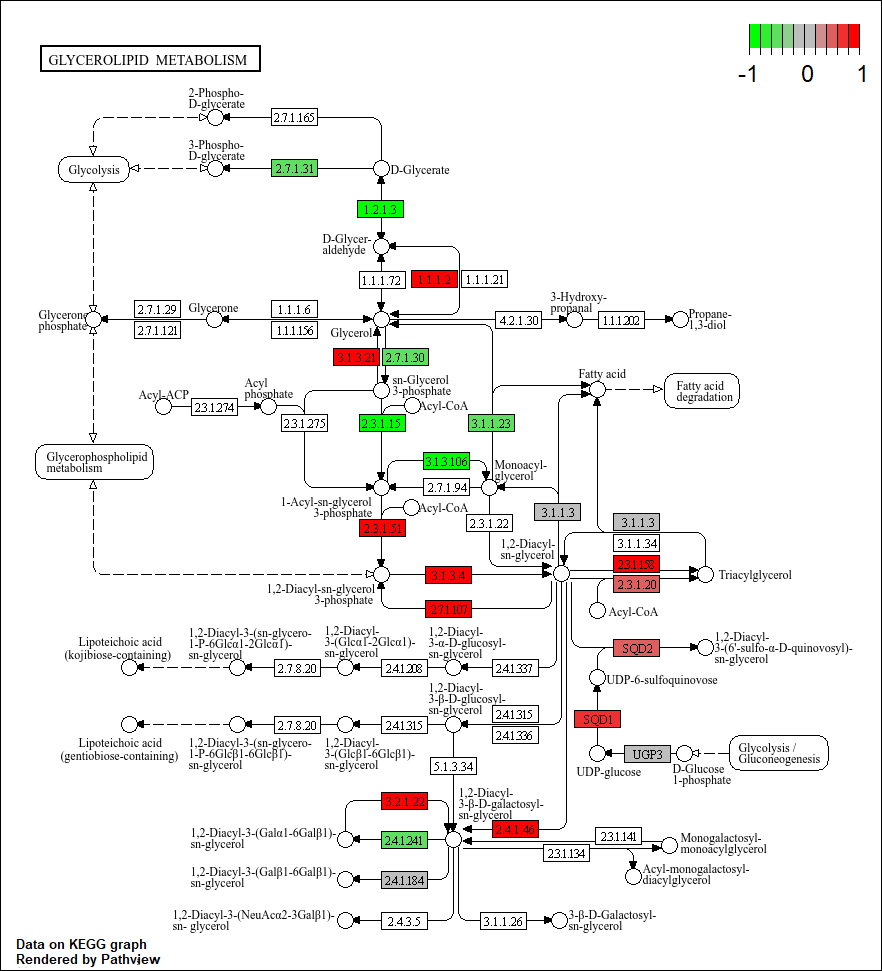 -1 0 1
GLYCEROLIPID METABOLISM
2-Phospho-
D-glycerate
2.7.1.165
3-Phospho-
D-glycerate
Glycolysis
2.7.1.31
D-Glycerate
1.2.1.3
D-Glycer-
aldehyde
1.1.1.72
1.1.1.2
1.1.1.21
Glycerone
phosphate
2.7.1.29
2.7.1.121
Glycerone
1.1.1.6
1.1.1.156
Glycerol
4.2.1.30
3-Hydroxy-
propanal
1.1.1.202
Propane-
1,3-diol
3.1.3.21
2.7.1.30
sn-Glycerol
3-phosphate
Fatty acid
Fatty acid
degradation
Acyl-ACP
2.3.1.274
Acyl
phosphate
2.3.1.275
Acyl-CoA
2.3.1.15
3.1.1.23
Glycerophospholipid
metabolism
3.1.3.106
2.7.1.94
Monoacyl-
glycerol
1-Acyl-sn-glycerol
3-phosphate
Acyl-CoA
2.3.1.51
2.3.1.22
3.1.1.3
3.1.1.3
3.1.1.34
1,2-Diacyl-
sn-glycerol
2.3.1.158
2.3.1.20
Triacylglycerol
Acyl-CoA
3.1.3.4
1,2-Diacyl-sn-glycerol
3-phosphate
2.7.1.107
Lipoteichoic acid
(kojibiose-containing)
1,2-Diacyl-3-(sn-glycero-
1-P-6Glcα1-2Glcα1)-
sn-glycerol
2.7.8.20
1,2-Diacyl-
3-(Glcα1-2Glcα1)-
sn-glycerol
2.4.1.208
1,2-Diacyl-
3-α-D-glucosyl-
sn-glycerol
2.4.1.337
SQD2
1,2-Diacyl-
3-(6'-sulfo-α-D-quinovosyl)-
sn-glycerol
UDP-6-sulfoquinovose
SQD1
1,2-Diacyl-
3-β-D-glucosyl-
sn-glycerol
2.4.1.315
2.4.1.336
2.7.8.20
2.4.1.315
Lipoteichoic acid
(gentiobiose-containing)
1,2-Diacyl-3-(sn-glycero-
1-P-6Glcβ1-6Glcβ1)-
sn-glycerol
1,2-Diacyl-
3-(Glcβ1-6Glcβ1)-
sn-glycerol
UDP-glucose
UGP3
D-Glucose
1-phosphate
Glycolysis /
Gluconeogenesis
5.1.3.34
1,2-Diacyl-
3-β-D-galactosyl-
sn-glycerol
3.2.1.22
2.4.1.46
1,2-Diacyl-3-(Galα1-6Galβ1)-
sn-glycerol
2.4.1.241
2.3.1.141
2.3.1.134
Monogalactosyl-
monoacylglycerol
Acyl-monogalactosyl-
diacylglycerol
1,2-Diacyl-3-(Galβ1-6Galβ1)-
sn-glycerol
2.4.1.184
1,2-Diacyl-3-(NeuAcα2-3Galβ1)-
sn- glycerol
2.4.3.5
3.1.1.26
3-β-D-Galactosyl-
sn-glycerol
Data on KEGG graph
Rendered by Pathview